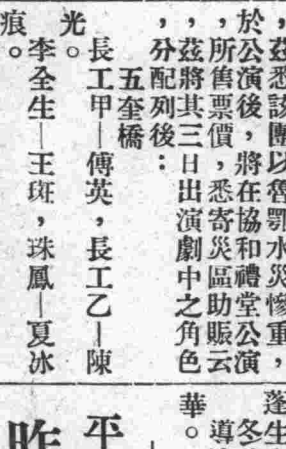 ，茲悉該團以魯鄂水災慘重，
於公演後，將在協和禮堂公演
，所售票價，悉寄災區助賑云
，茲將其三日出演劇中之角色
，分配列後：
五奎橋
長工甲—傅英，長工乙—陳
光。
李全生—王斑，珠鳳—夏冰
痕。
蓬生
冬
導
華。
平
昨